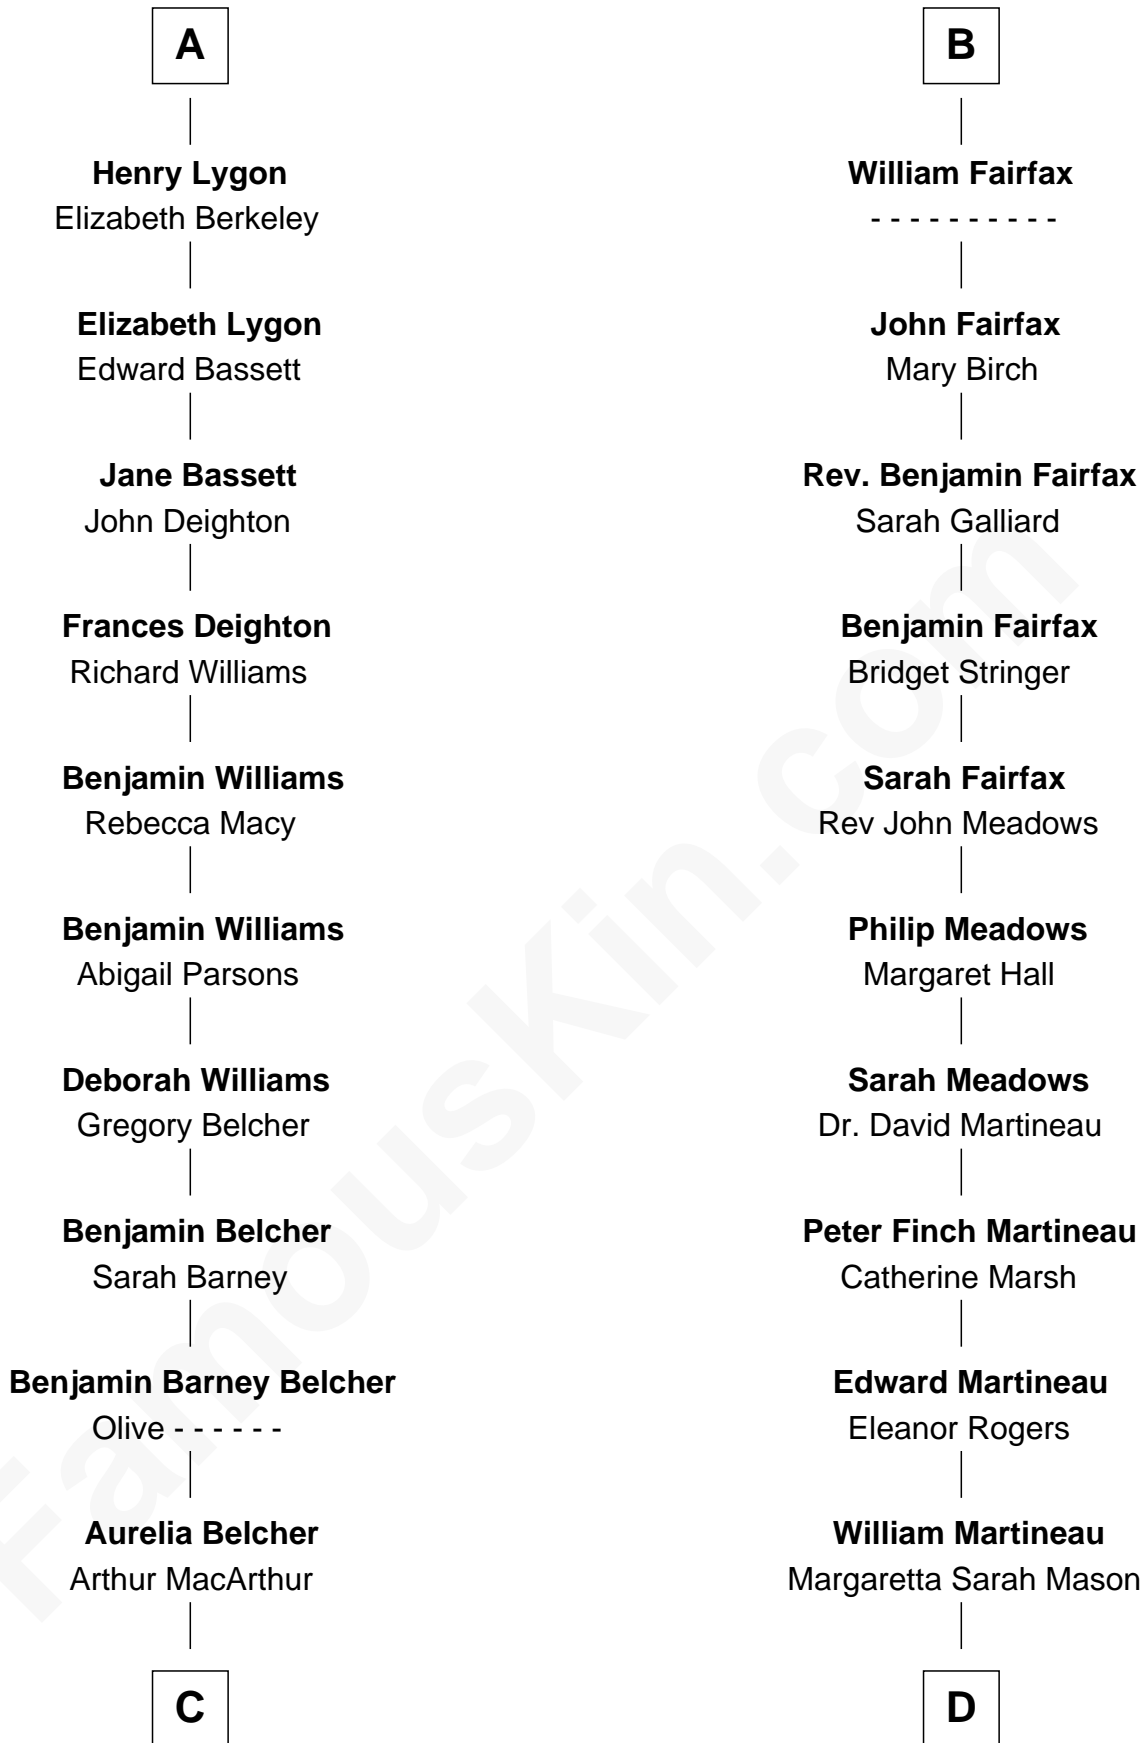 A
Henry Lygon
Elizabeth Berkeley
Elizabeth Lygon
Edward Bassett
Jane Bassett
John Deighton
Frances Deighton
Richard Williams
Benjamin Williams
Rebecca Macy
Benjamin Williams
Abigail Parsons
Deborah Williams
Gregory Belcher
Benjamin Belcher
Sarah Barney
Benjamin Barney Belcher
Olive - - - - - -
Aurelia Belcher
Arthur MacArthur
C
B
William Fairfax
- - - - - - - - - -
John Fairfax
Mary Birch
Rev. Benjamin Fairfax
Sarah Galliard
Benjamin Fairfax
Bridget Stringer
Sarah Fairfax
Rev John Meadows
Philip Meadows
Margaret Hall
Sarah Meadows
Dr. David Martineau
Peter Finch Martineau
Catherine Marsh
Edward Martineau
Eleanor Rogers
William Martineau
Margaretta Sarah Mason
D
FamousKin.com